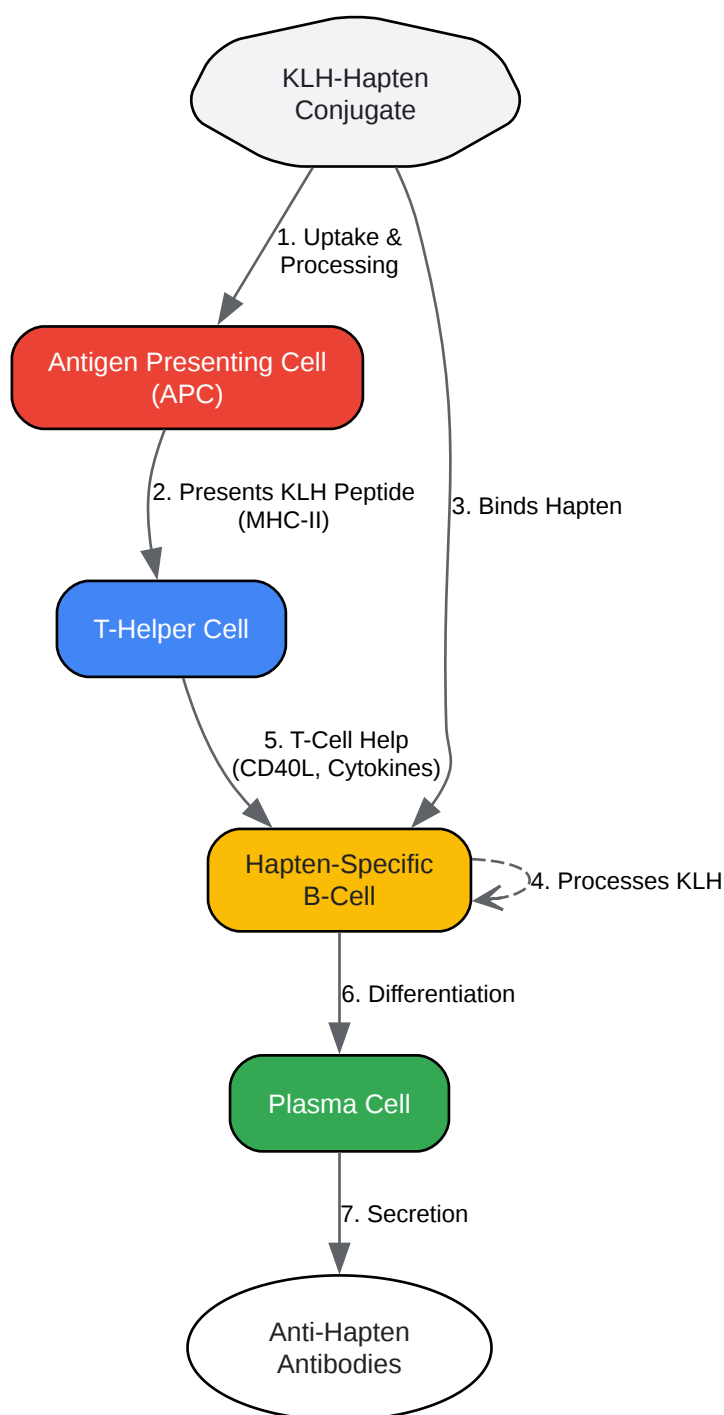 KLH-Hapten
Conjugate
1. Uptake &
Processing
Antigen Presenting Cell
(APC)
2. Presents KLH Peptide
(MHC-II)
3. Binds Hapten
T-Helper Cell
5. T-Cell Help
(CD40L, Cytokines)
Hapten-Specific
B-Cell
4. Processes KLH
6. Differentiation
Plasma Cell
7. Secretion
Anti-Hapten
Antibodies